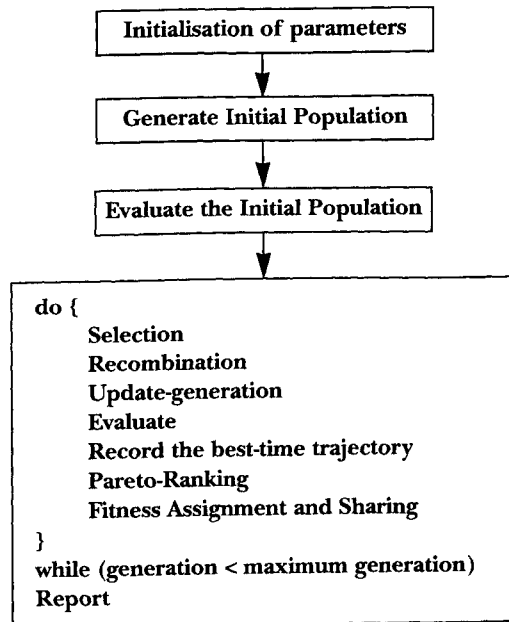 Initialisation of parameters
Generate Initial Population
Evaluate the Initial Population
do {
Selection
Recombination
Update-generation
Evaluate
Record the best-time trajectory
Pareto-Ranking
Fitness Assignment and Sharing
}
while (generation < maximum generation)
Report